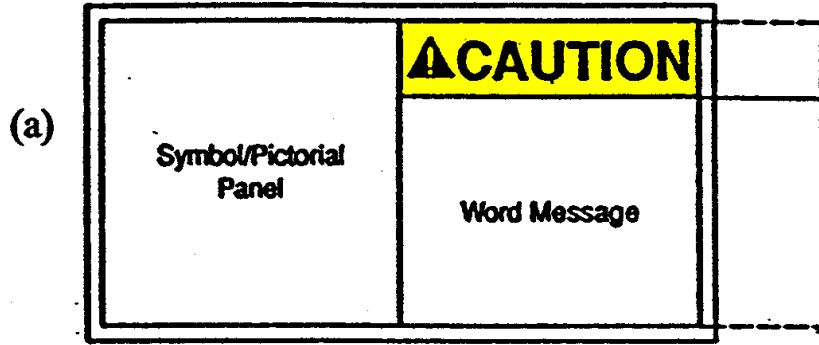 (a)
Symbol/Pictorial
Panel
⚠CAUTION
Word Message